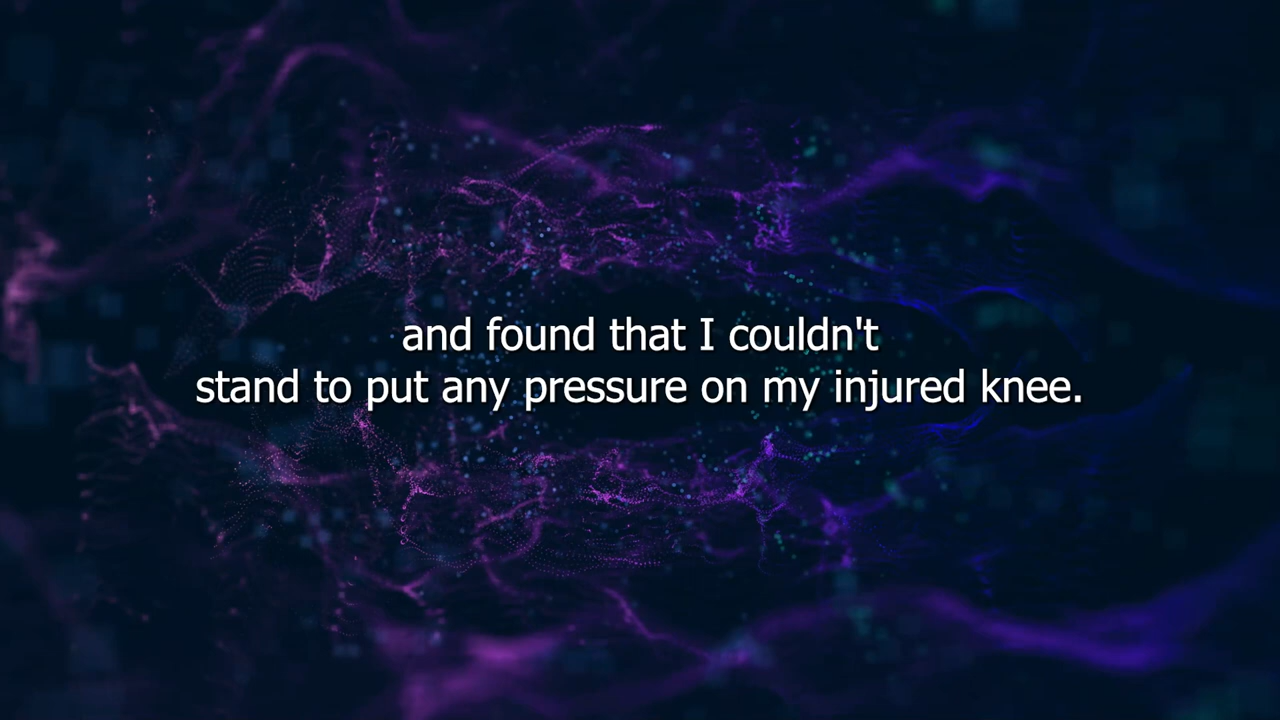 and found that I couldn't
stand to put any pressure on my injured knee.